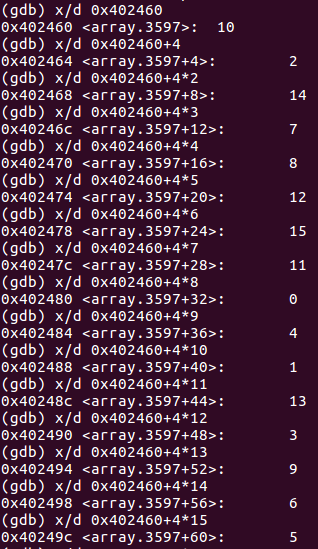 (gdb) x/d 0x402460
0x402460 <array.3597>: 10
(gdb) x/d 0x402460+4
0x402464 <array.3597+4>: 2
(gdb) x/d 0x402460+4*2
0x402468 <array.3597+8>: 14
(gdb) x/d 0x402460+4*3
0x40246c <array.3597+12>: 7
(gdb) x/d 0x402460+4*4
0x402470 <array.3597+16>: 8
(gdb) x/d 0x402460+4*5
0x402474 <array.3597+20>: 12
(gdb) x/d 0x402460+4*6
0x402478 <array.3597+24>: 15
(gdb) x/d 0x402460+4*7
0x40247c <array.3597+28>: 11
(gdb) x/d 0x402460+4*8
0x402480 <array.3597+32>: 0
(gdb) x/d 0x402460+4*9
0x402484 <array.3597+36>: 4
(gdb) x/d 0x402460+4*10
0x402488 <array.3597+40>: 1
(gdb) x/d 0x402460+4*11
0x40248c <array.3597+44>: 13
(gdb) x/d 0x402460+4*12
0x402490 <array.3597+48>: 3
(gdb) x/d 0x402460+4*13
0x402494 <array.3597+52>: 9
(gdb) x/d 0x402460+4*14
0x402498 <array.3597+56>: 6
(gdb) x/d 0x402460+4*15
0x40249c <array.3597+60>: 5